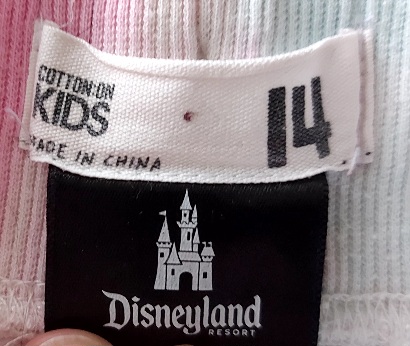 COTTON:ON
KIDS
14
MADE IN CHINA
Disneyland
RESORT